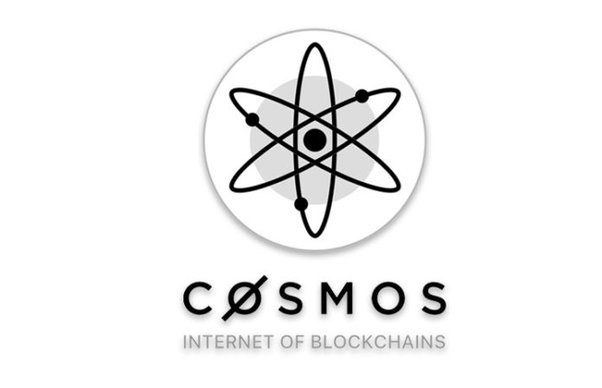 CØSMOS
INTERNET OF BLOCKCHAINS